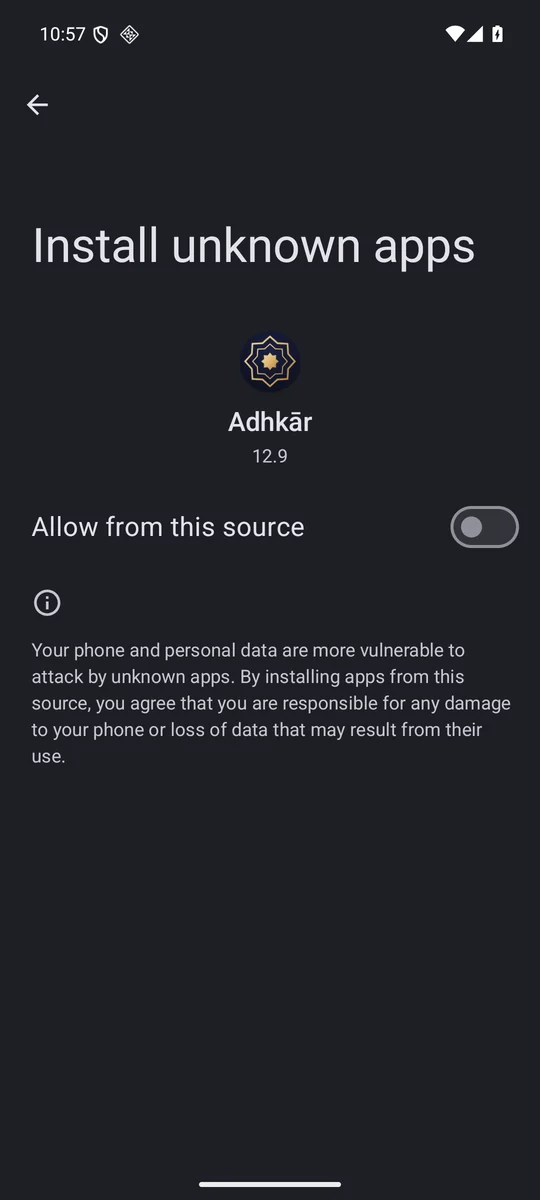 10:57
Install unknown apps
Adhkār
12.9
Allow from this source
Your phone and personal data are more vulnerable to
attack by unknown apps. By installing apps from this
source, you agree that you are responsible for any damage
to your phone or loss of data that may result from their
use.